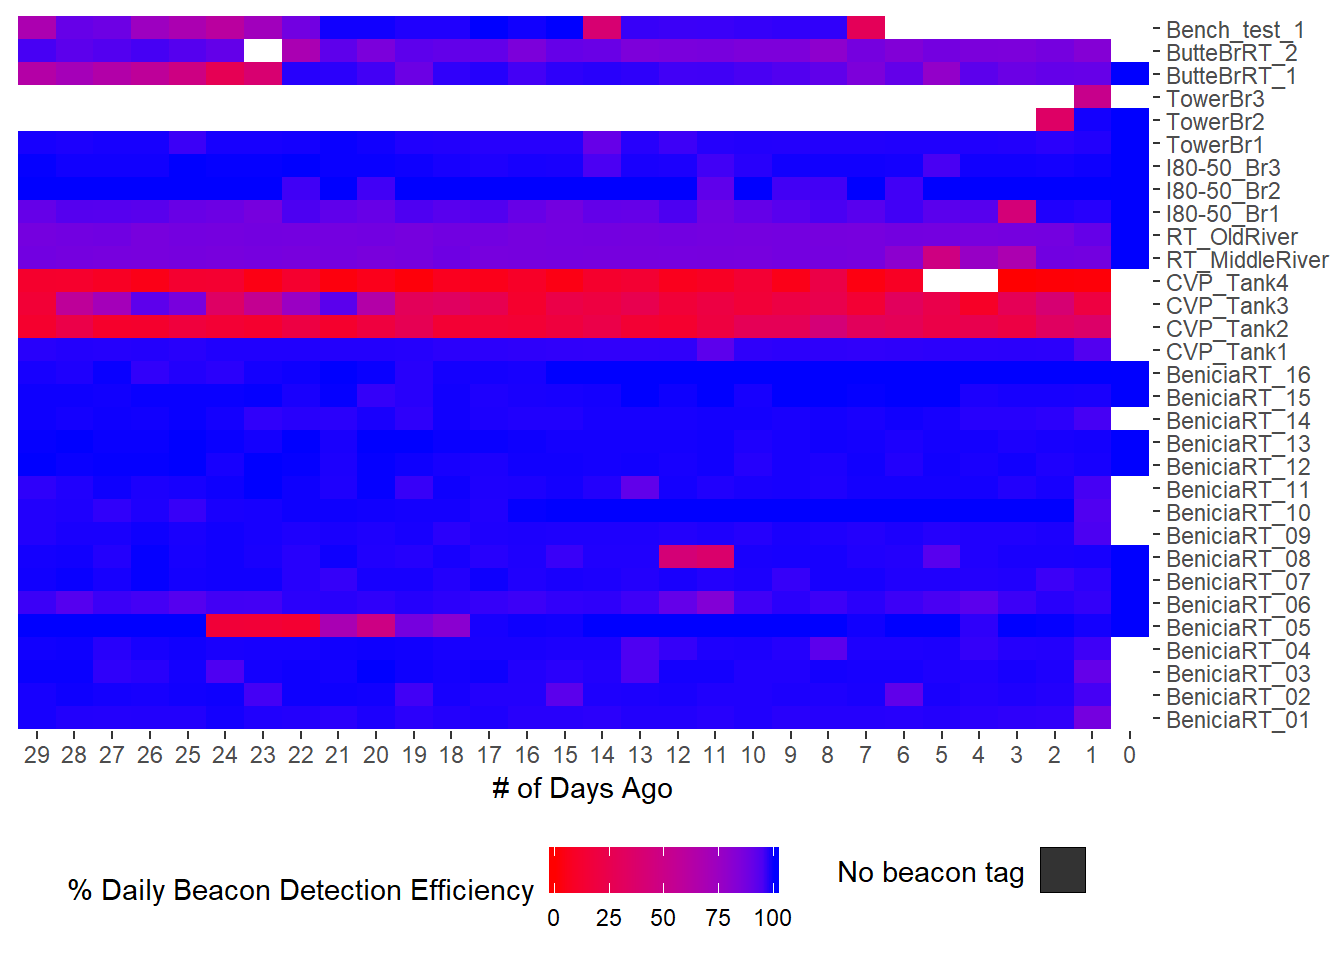 Bench_test_1
ButteBrRT_2
ButteBrRT_1
TowerBr3
TowerBr2
TowerBr1
I80-50_Br3
I80-50_Br2
I80-50_Br1
RT_OldRiver
RT_MiddleRiver
CVP_Tank4
CVP_Tank3
CVP_Tank2
CVP_Tank1
BeniciaRT_16
BeniciaRT_15
BeniciaRT_14
BeniciaRT_13
BeniciaRT_12
BeniciaRT_11
BeniciaRT_10
BeniciaRT_09
BeniciaRT_08
BeniciaRT_07
BeniciaRT_06
BeniciaRT_05
BeniciaRT_04
BeniciaRT_03
BeniciaRT_02
BeniciaRT_01
29 28 27 26 25 24 23 22 21 20 19 18 17 16 15 14 13 12 11 10 9 8 7 6 5 4 3 2 1 0
# of Days Ago
% Daily Beacon Detection Efficiency
0 25 50 75 100
No beacon tag